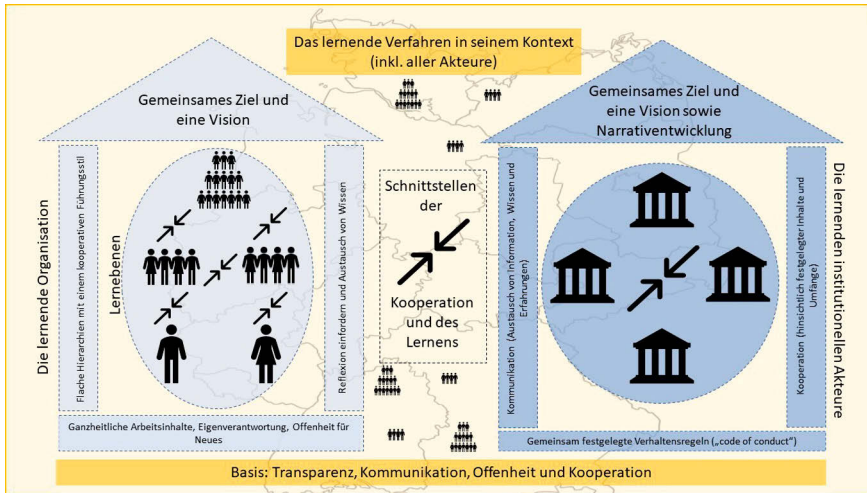 Das lernende Verfahren in seinem Kontext
(inkl. aller Akteure)
Gemeinsames Ziel und
eine Vision
Die lernende Organisation
Flache Hierarchien mit einem kooperativen Führungsstil
Lernebenen
Reflexion einfordern und Austausch von Wissen
Ganzheitliche Arbeitsinhalte, Eigenverantwortung, Offenheit für
Neues
Schnittstellen
der
Kooperation
und des
Lernens
Gemeinsames Ziel und
eine Vision sowie
Narrativentwicklung
Kommunikation (Austausch von Information, Wissen und
Erfahrungen)
Kooperation (hinsichtlich festgelegter Inhalte und
Umfänge)
Die lernenden institutionellen Akteure
Gemeinsam festgelegte Verhaltensregeln („code of conduct“)
Basis: Transparenz, Kommunikation, Offenheit und Kooperation